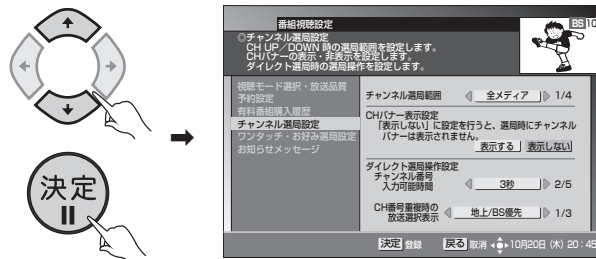 決定
番組視聴設定
BS 10
◎チャンネル選局設定
CH UP/DOWN 時の選局範囲を設定します。
CHバナーの表示・非表示を設定します。
ダイレクト選局時の選局操作を設定します。
視聴モード選択・放送品質
予約設定
有料番組購入履歴
チャンネル選局設定
ワンタッチ・お好み選局設定
お知らせメッセージ
チャンネル選局範囲 全メディア 1/4
CHバナー表示設定
「表示しない」に設定を行うと、選局時にチャンネル
バナーは表示されません。
表示する 表示しない
ダイレクト選局操作設定
チャンネル番号
入力可能時間 3秒 2/5
CH番号重複時の
放送選択表示 地上/BS優先 1/3
決定 登録 戻る 取消 10月20日 (木) 20:45